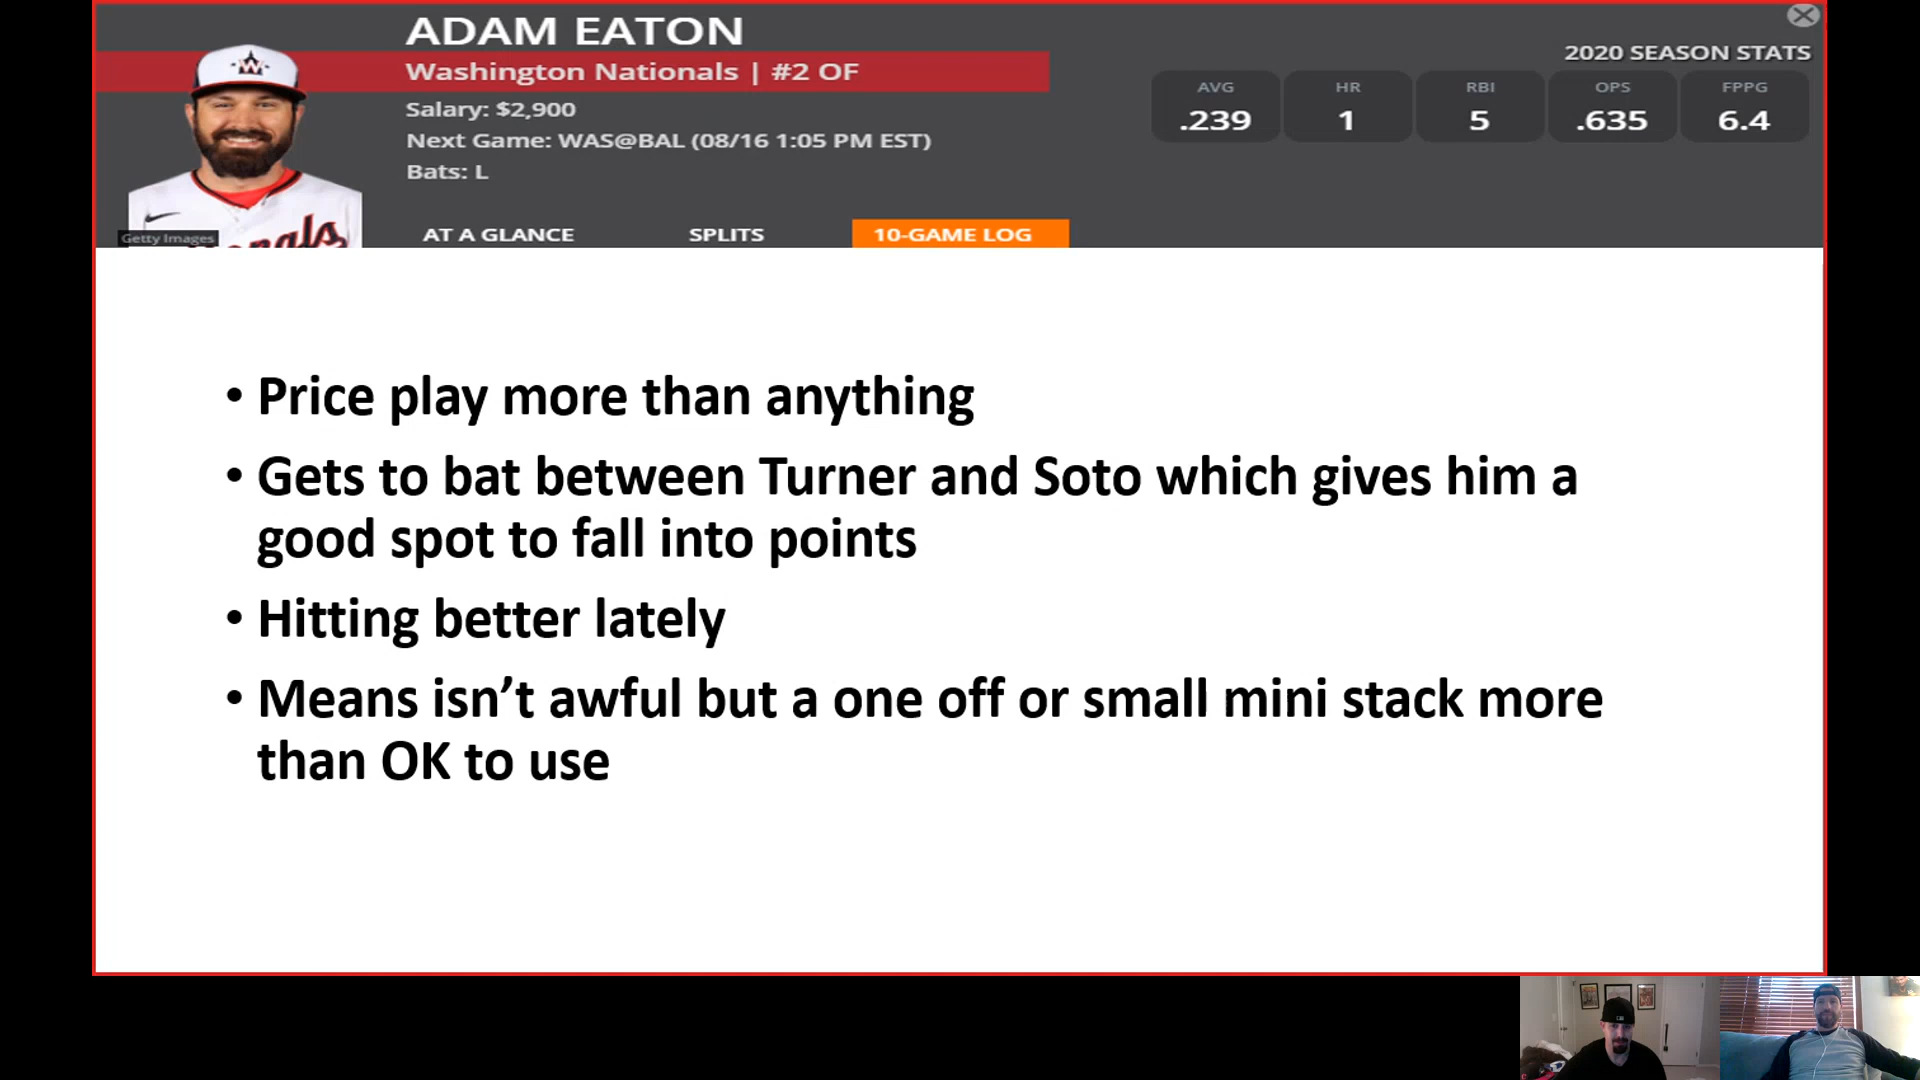 ADAM EATON
Washington Nationals | #2 OF
Salary: $2,900
Next Game: WAS@BAL (08/16 1:05 PM EST)
Bats: L
2020 SEASON STATS
AVG HR RBI OPS FPPG
.239 1 5 .635 6.4
W
Getty Images
AT A GLANCE SPLITS 10-GAME LOG
• Price play more than anything
• Gets to bat between Turner and Soto which gives him a
good spot to fall into points
• Hitting better lately
• Means isn’t awful but a one off or small mini stack more
than OK to use